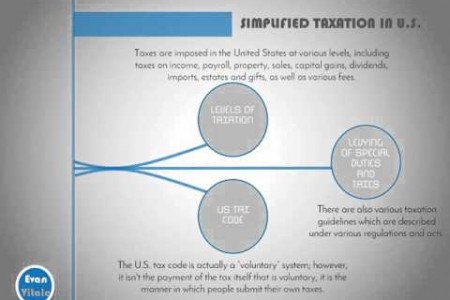 SIMPLIFIED TAXATION IN U.S.
Taxes are imposed in the United States at various levels, including
taxes on income, payroll, property, sales, capital gains, dividends,
imports, estates and gifts, as well as various fees.
LEVELS OF
TAXATION
LEVYING
OF SPECIAL
DUTIES
AND
TAXES
US TAX
CODE
There are also various taxation
guidelines which are described
under various regulations and acts.
The U.S. tax code is actually a "voluntary" system; however,
it isn't the payment of the tax itself that is voluntary, it is the
manner in which people submit their own taxes.
Evan
Vitale